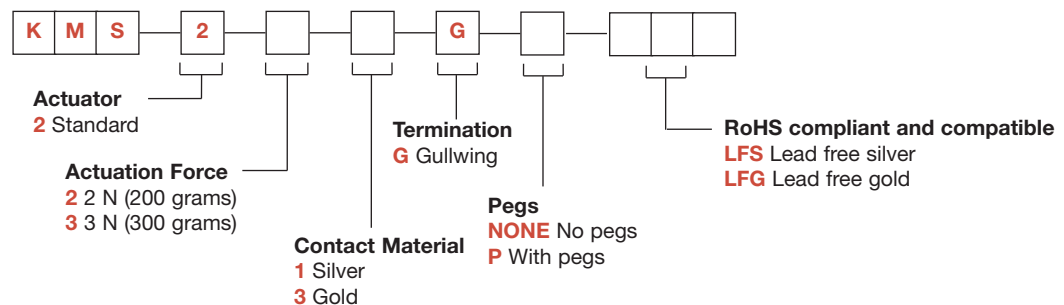 K M S 2 G
Actuator
2 Standard
Actuation Force
2 2 N (200 grams)
3 3 N (300 grams)
Contact Material
1 Silver
3 Gold
Termination
G Gullwing
Pegs
NONE No pegs
P With pegs
RoHS compliant and compatible
LFS Lead free silver
LFG Lead free gold